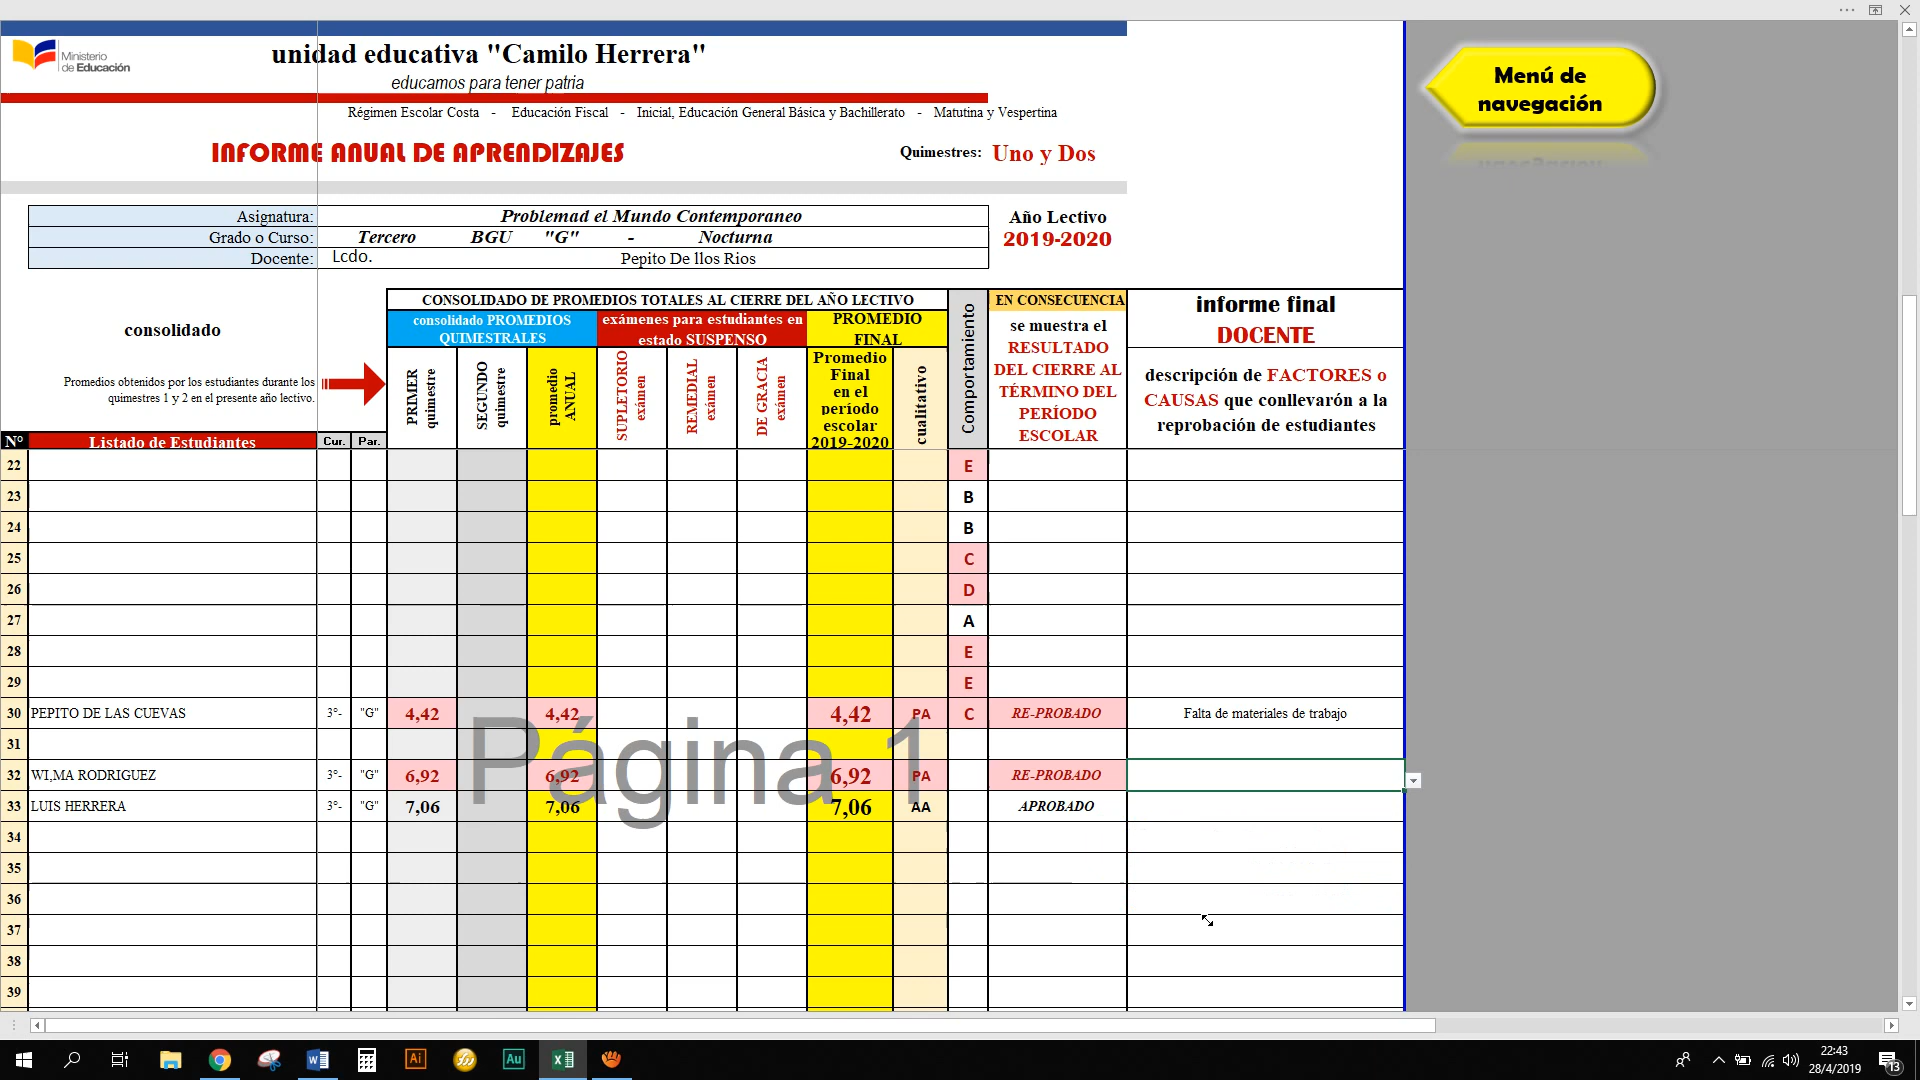 Ministerio
de Educación
unidad educativa "Camilo Herrera"
educamos para tener patria
Régimen Escolar Costa - Educación Fiscal - Inicial, Educación General Básica y Bachillerato - Matutina y Vespertina
INFORME ANUAL DE APRENDIZAJES
Quimestres: Uno y Dos
Menú de
navegación
Asignatura: Problemad el Mundo Contemporaneo
Grado o Curso: Tercero BGU "G" - Nocturna
Docente: Lcdo. Pepito De llos Rios
Año Lectivo
2019-2020
consolidado
Promedios obtenidos por los estudiantes durante los
quimestres 1 y 2 en el presente año lectivo.
CONSOLIDADO DE PROMEDIOS TOTALES AL CIERRE DEL AÑO LECTIVO
consolidado PROMEDIOS
QUIMESTRALES
exámenes para estudiantes en
estado SUSPENSO
PROMEDIO
FINAL
PRIMER
quimestre
SEGUNDO
quimestre
promedio
ANUAL
SUPLETORIO
exámen
REMEDIAL
exámen
DE GRACIA
exámen
Promedio
Final
en el
período
escolar
2019-2020
cualitativo
Comportamiento
EN CONSECUENCIA
se muestra el
RESULTADO
DEL CIERRE AL
TÉRMINO DEL
PERÍODO
ESCOLAR
informe final
DOCENTE
descripción de FACTORES o
CAUSAS que conllevarón a la
reprobación de estudiantes
N° Listado de Estudiantes Cur. Par.
22 E
23 B
24 B
25 C
26 D
27 A
28 E
29 E
30 PEPITO DE LAS CUEVAS 3°- "G" 4,42 4,42 4,42 PA C RE-PROBADO Falta de materiales de trabajo
31
32 WI,MA RODRIGUEZ 3°- "G" 6,92 6,92 6,92 PA RE-PROBADO
33 LUIS HERRERA 3°- "G" 7,06 7,06 7,06 AA APROBADO
34
35
36
37
38
39
Página 1
Ai
Au
22:43
28/4/2019
13